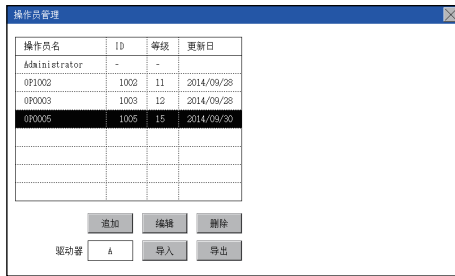 操作员管理
操作员名 ID 等级 更新日
Administrator - -
OP1002 1002 11 2014/09/28
OP0003 1003 12 2014/09/28
OP0005 1005 15 2014/09/30
追加 编辑 删除
驱动器 A 导入 导出